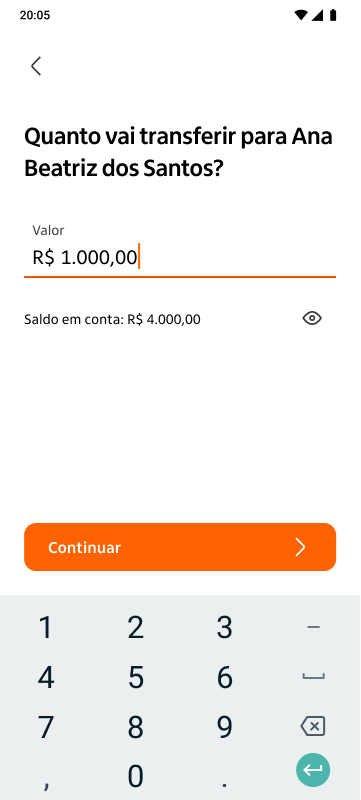 20:05
Quanto vai transferir para Ana
Beatriz dos Santos?
Valor
R$ 1.000,00
Saldo em conta: R$ 4.000,00
Continuar
1 2 3 –
4 5 6
7 8 9
, 0 .